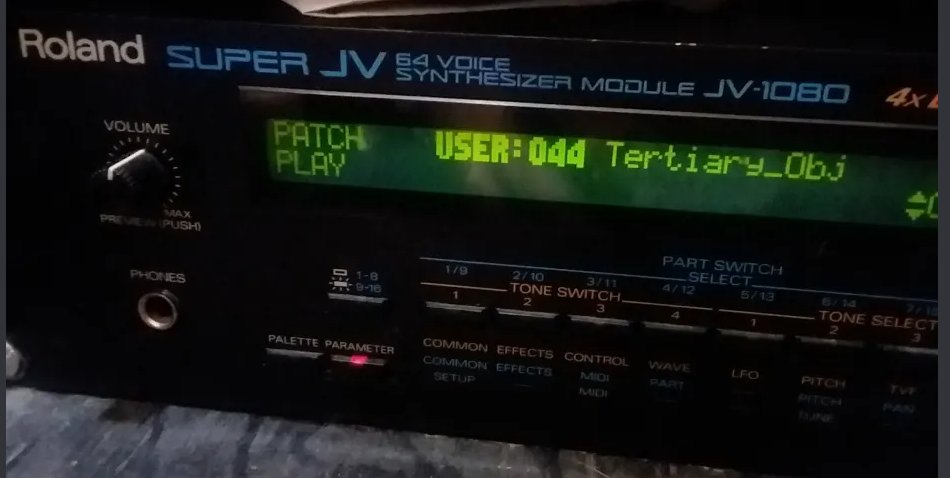 Roland SUPER JV 64 VOICE
SYNTHESIZER MODULE JV-1080
VOLUME
PATCH USER:044 Tertiary_Obj
PLAY
MAX
PREVIEW (PUSH)
PHONES
1-8
9-16
PART SWITCH
SELECT
1/9 2/10 3/11 4/12 5/13 6/14
TONE SWITCH TONE SELECT
1 2 3 4 1 2 3
PALETTE PARAMETER
COMMON EFFECTS CONTROL WAVE LFO PITCH TVF
COMMON EFFECTS MIDI PART PITCH PAN
SETUP MIDI TUNE